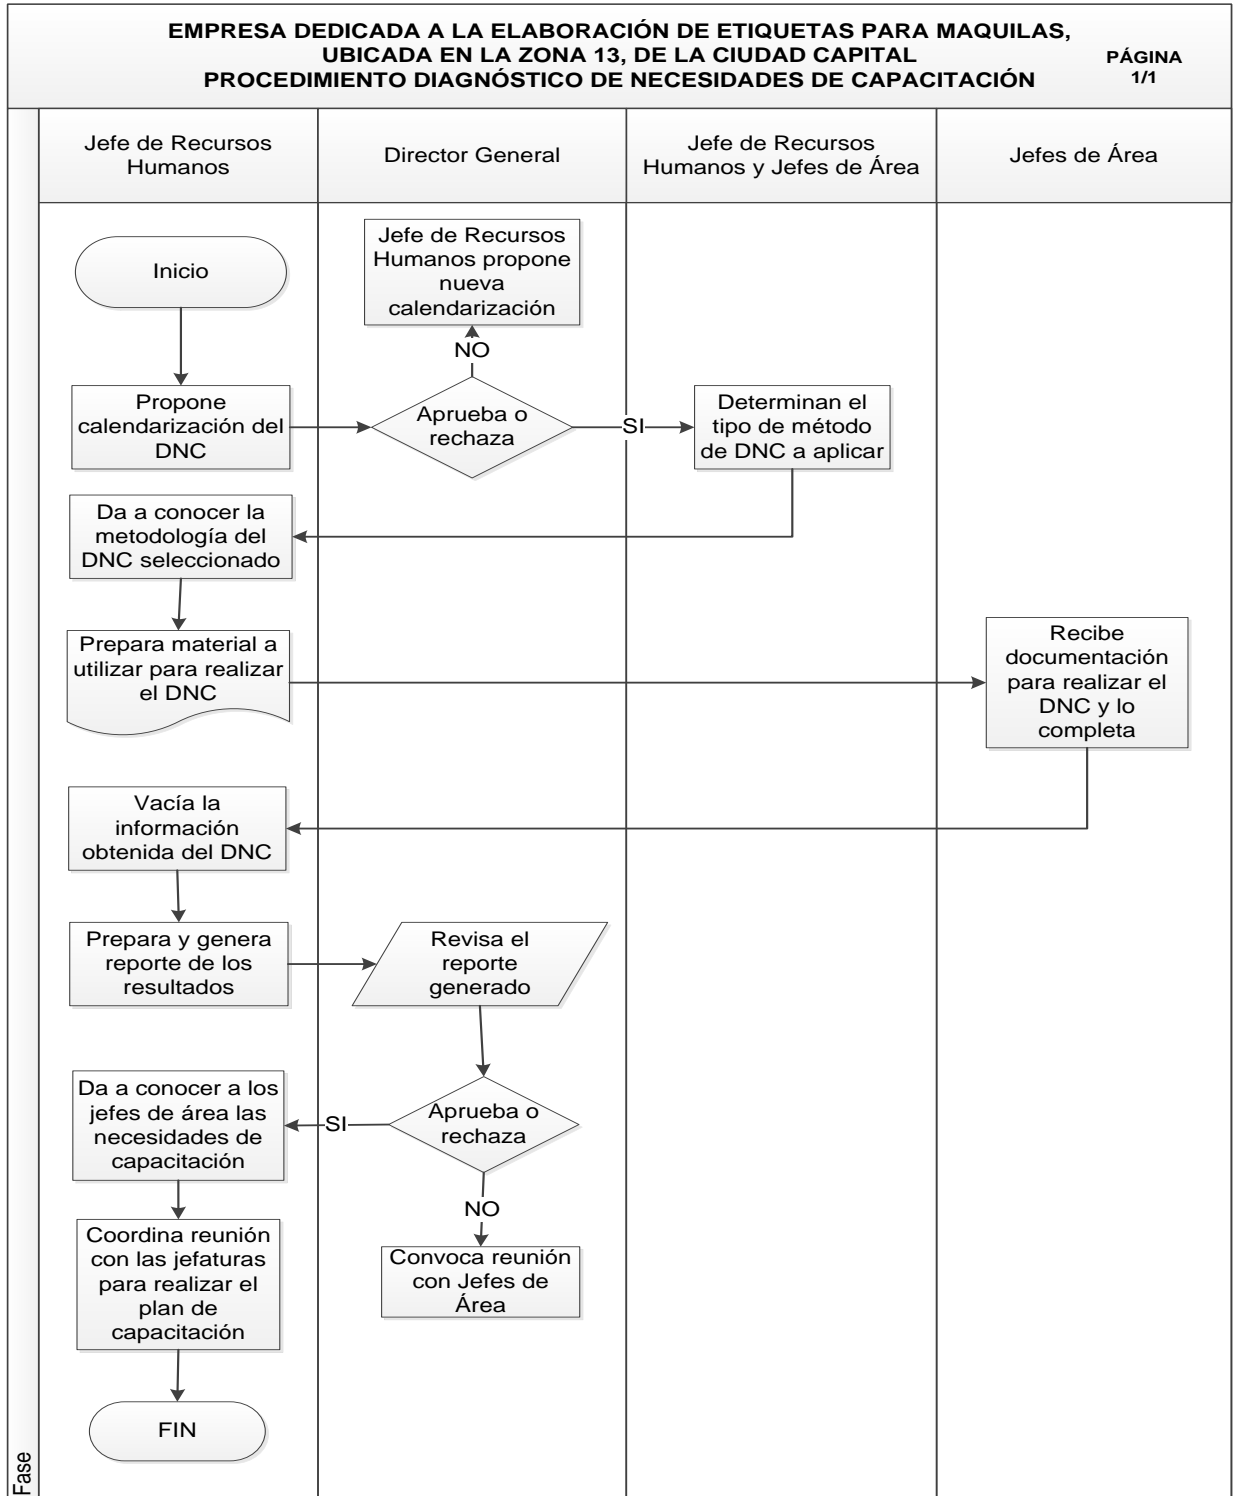 EMPRESA DEDICADA A LA ELABORACIÓN DE ETIQUETAS PARA MAQUILAS,
UBICADA EN LA ZONA 13, DE LA CIUDAD CAPITAL
PROCEDIMIENTO DIAGNÓSTICO DE NECESIDADES DE CAPACITACIÓN
PÁGINA
1/1
Jefe de Recursos
Humanos
Director General
Jefe de Recursos
Humanos y Jefes de Área
Jefes de Área
Inicio
Jefe de Recursos
Humanos propone
nueva
calendarización
NO
Propone
calendarización del
DNC
Aprueba o
rechaza
SI
Determinan el
tipo de método
de DNC a aplicar
Da a conocer la
metodología del
DNC seleccionado
Prepara material a
utilizar para realizar
el DNC
Recibe
documentación
para realizar el
DNC y lo
completa
Vacía la
información
obtenida del DNC
Prepara y genera
reporte de los
resultados
Revisa el
reporte
generado
Da a conocer a los
jefes de área las
necesidades de
capacitación
SI
Aprueba o
rechaza
NO
Coordina reunión
con las jefaturas
para realizar el
plan de
capacitación
Convoca reunión
con Jefes de
Área
FIN
Fase